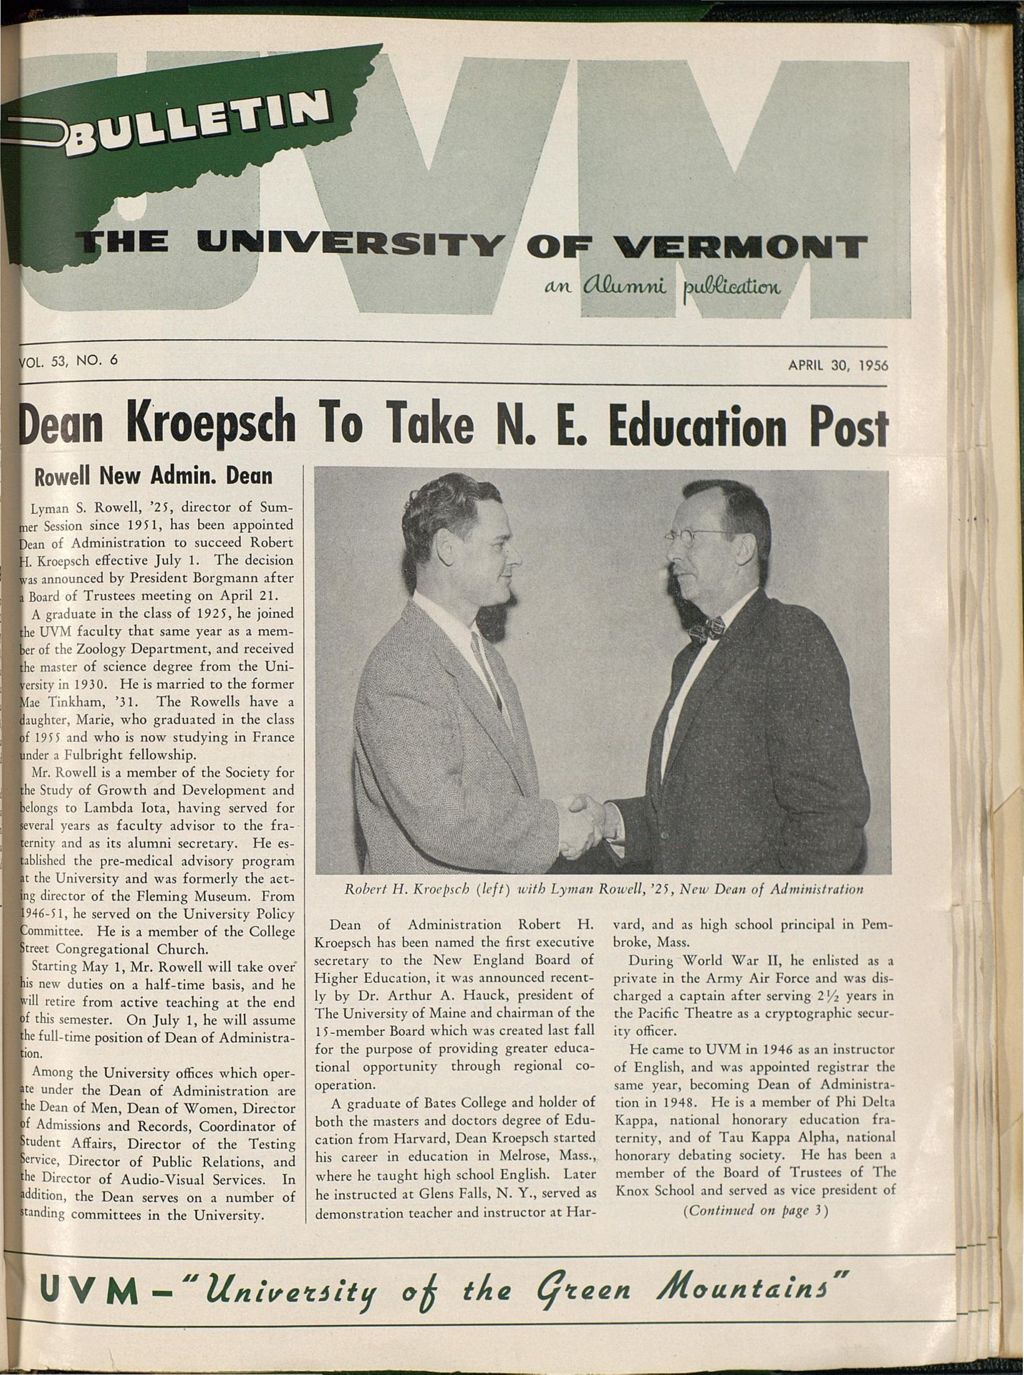 BULLETIN
UVM
THE UNIVERSITY OF VERMONT
an Alumni publication
VOL. 53, NO. 6
APRIL 30, 1956
Dean Kroepsch To Take N. E. Education Post
Rowell New Admin. Dean
Lyman S. Rowell, '25, director of Sum-
mer Session since 1951, has been appointed
Dean of Administration to succeed Robert
H. Kroepsch effective July 1. The decision
was announced by President Borgmann after
a Board of Trustees meeting on April 21.
A graduate in the class of 1925, he joined
the UVM faculty that same year as a mem-
ber of the Zoology Department, and received
the master of science degree from the Uni-
versity in 1930. He is married to the former
Mae Tinkham, '31. The Rowells have a
daughter, Marie, who graduated in the class
of 1955 and who is now studying in France
under a Fulbright fellowship.
Mr. Rowell is a member of the Society for
the Study of Growth and Development and
belongs to Lambda Iota, having served for
several years as faculty advisor to the fra-
ternity and as its alumni secretary. He es-
tablished the pre-medical advisory program
at the University and was formerly the act-
ing director of the Fleming Museum. From
1946-51, he served on the University Policy
Committee. He is a member of the College
Street Congregational Church.
Starting May 1, Mr. Rowell will take over
his new duties on a half-time basis, and he
will retire from active teaching at the end
of this semester. On July 1, he will assume
the full-time position of Dean of Administra-
tion.
Among the University offices which oper-
ate under the Dean of Administration are
the Dean of Men, Dean of Women, Director
of Admissions and Records, Coordinator of
Student Affairs, Director of the Testing
Service, Director of Public Relations, and
the Director of Audio-Visual Services. In
addition, the Dean serves on a number of
standing committees in the University.
Robert H. Kroepsch (left) with Lyman Rowell, '25, New Dean of Administration
Dean of Administration Robert H.
Kroepsch has been named the first executive
secretary to the New England Board of
Higher Education, it was announced recent-
ly by Dr. Arthur A. Hauck, president of
The University of Maine and chairman of the
15-member Board which was created last fall
for the purpose of providing greater educa-
tional opportunity through regional co-
operation.
A graduate of Bates College and holder of
both the masters and doctors degree of Edu-
cation from Harvard, Dean Kroepsch started
his career in education in Melrose, Mass.,
where he taught high school English. Later
he instructed at Glens Falls, N. Y., served as
demonstration teacher and instructor at Har-
vard, and as high school principal in Pem-
broke, Mass.
During World War II, he enlisted as a
private in the Army Air Force and was dis-
charged a captain after serving 2½ years in
the Pacific Theatre as a cryptographic secur-
ity officer.
He came to UVM in 1946 as an instructor
of English, and was appointed registrar the
same year, becoming Dean of Administra-
tion in 1948. He is a member of Phi Delta
Kappa, national honorary education fra-
ternity, and of Tau Kappa Alpha, national
honorary debating society. He has been a
member of the Board of Trustees of The
Knox School and served as vice president of
(Continued on page 3)
UVM — "University of the Green Mountains"